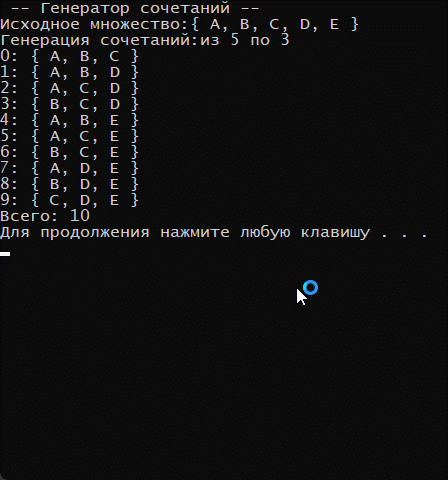 -- Генератор сочетаний --
Исходное множество:{ A, B, C, D, E }
Генерация сочетаний:из 5 по 3
0: { A, B, C }
1: { A, B, D }
2: { A, C, D }
3: { B, C, D }
4: { A, B, E }
5: { A, C, E }
6: { B, C, E }
7: { A, D, E }
8: { B, D, E }
9: { C, D, E }
Всего: 10
Для продолжения нажмите любую клавишу . . .